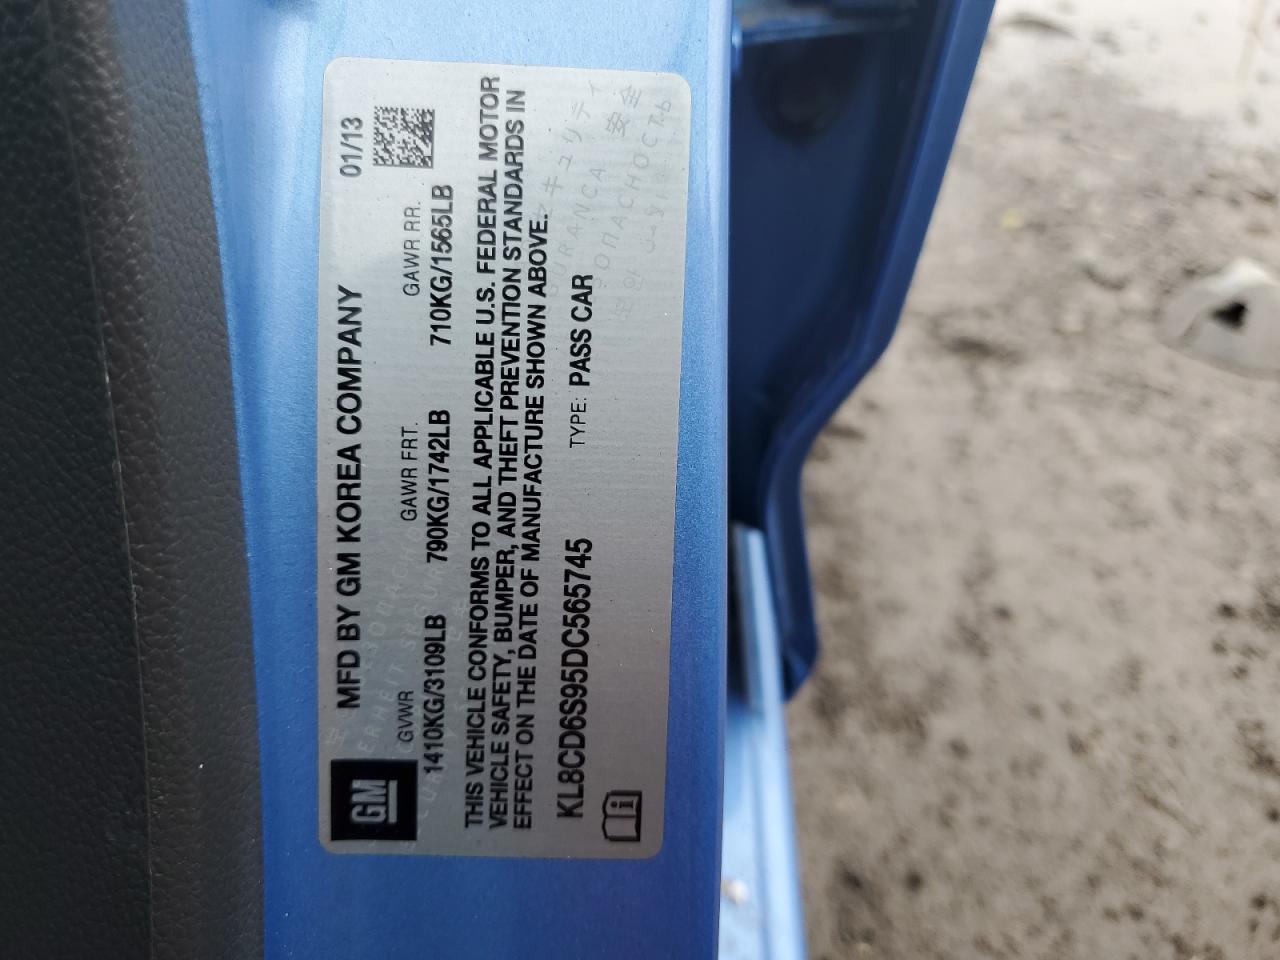 MFD BY GM KOREA COMPANY 01/13
GM
GVWR GAWR FRT. GAWR RR.
1410KG/3109LB 790KG/1742LB 710KG/1565LB
THIS VEHICLE CONFORMS TO ALL APPLICABLE U.S. FEDERAL MOTOR
VEHICLE SAFETY, BUMPER, AND THEFT PREVENTION STANDARDS IN
EFFECT ON THE DATE OF MANUFACTURE SHOWN ABOVE.
KL8CD6S95DC565745 TYPE: PASS CAR
安全